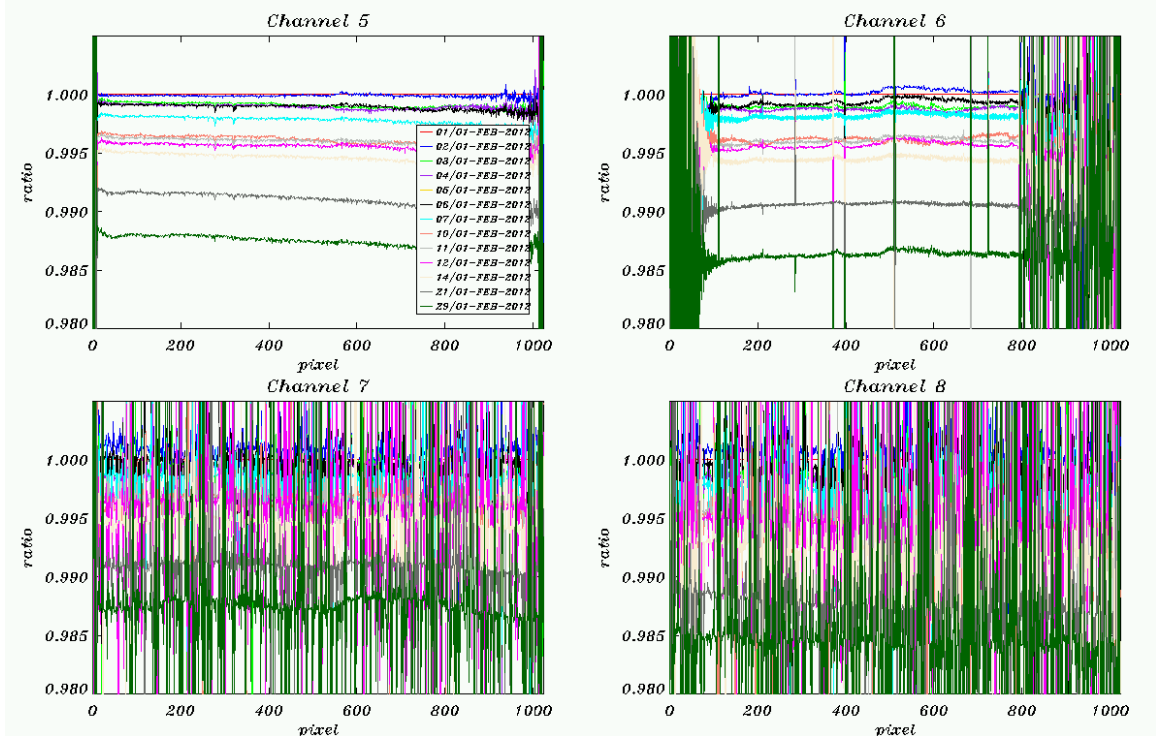 Channel 5
ratio
1.000
0.995
0.990
0.985
0.980
0 200 400 600 800 1000
pixel
01/01-FEB-2012
02/01-FEB-2012
03/01-FEB-2012
04/01-FEB-2012
05/01-FEB-2012
06/01-FEB-2012
07/01-FEB-2012
10/01-FEB-2012
11/01-FEB-2012
12/01-FEB-2012
14/01-FEB-2012
21/01-FEB-2012
29/01-FEB-2012
Channel 6
ratio
1.000
0.995
0.990
0.985
0.980
0 200 400 600 800 1000
pixel
Channel 7
ratio
1.000
0.995
0.990
0.985
0.980
0 200 400 600 800 1000
pixel
Channel 8
ratio
1.000
0.995
0.990
0.985
0.980
0 200 400 600 800 1000
pixel